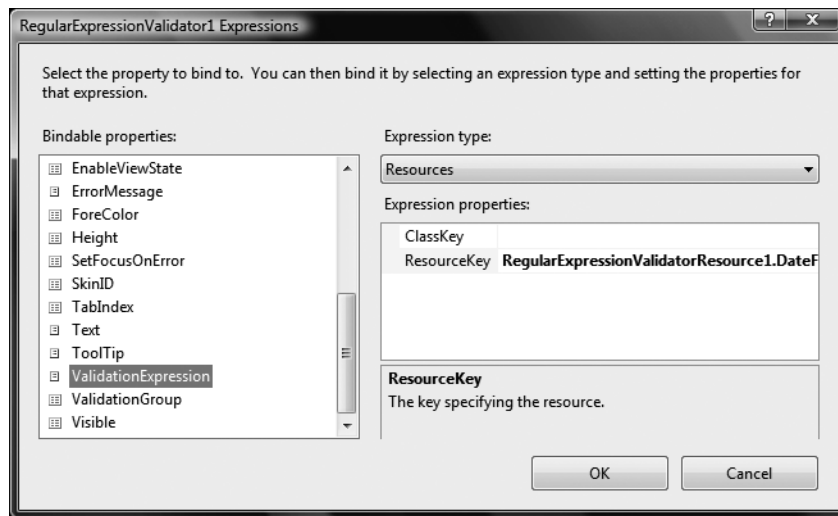 RegularExpressionValidator1 Expressions
Select the property to bind to. You can then bind it by selecting an expression type and setting the properties for
that expression.
Bindable properties:
EnableViewState
ErrorMessage
ForeColor
Height
SetFocusOnError
SkinID
TabIndex
Text
ToolTip
ValidationExpression
ValidationGroup
Visible
Expression type:
Resources
Expression properties:
ClassKey
ResourceKey RegularExpressionValidatorResource1.DateF
ResourceKey
The key specifying the resource.
OK Cancel